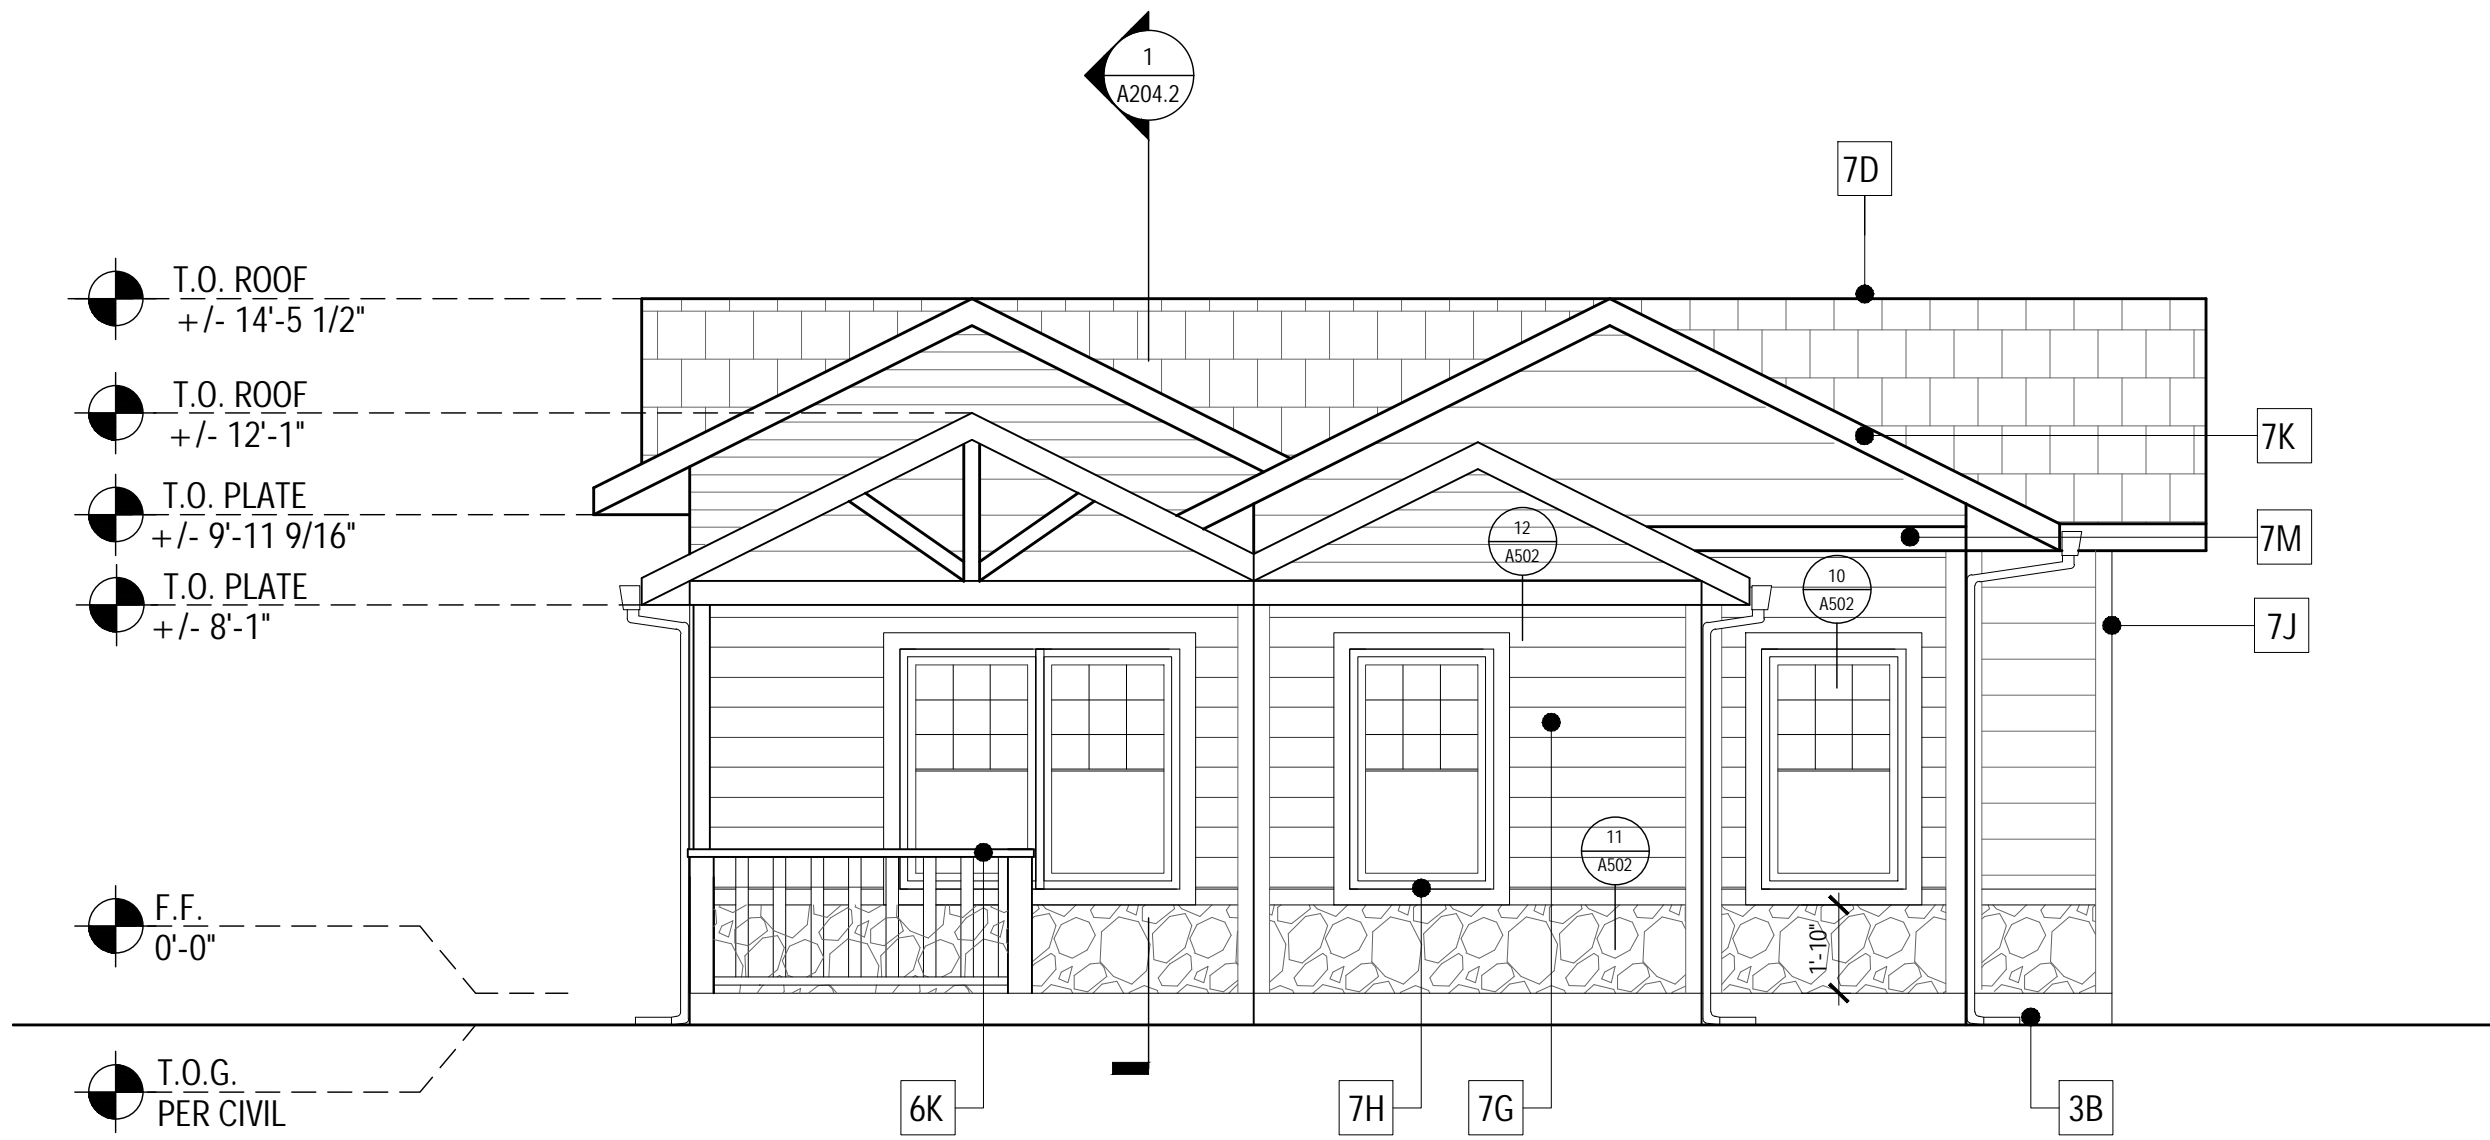 1
A204.2
7D
T.O. ROOF
+/- 14'-5 1/2"
T.O. ROOF
+/- 12'-1"
7K
T.O. PLATE
+/- 9'-11 9/16"
12
A502
7M
T.O. PLATE
+/- 8'-1"
10
A502
7J
11
A502
F.F.
0'-0"
1'-10"
T.O.G.
PER CIVIL
6K
7H
7G
3B